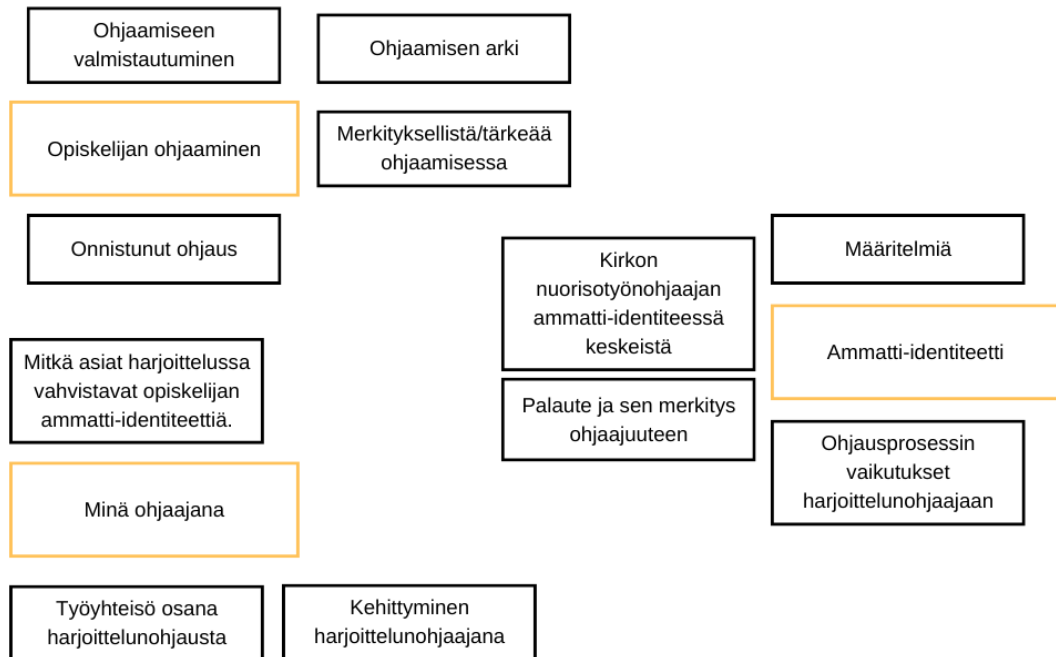 Ohjaamiseen
valmistautuminen
Ohjaamisen arki
Opiskelijan ohjaaminen
Merkityksellistä/tärkeää
ohjaamisessa
Onnistunut ohjaus
Kirkon
nuorisotyönohjaajan
ammatti-identiteessä
keskeistä
Määritelmiä
Ammatti-identiteetti
Mitkä asiat harjoittelussa
vahvistavat opiskelijan
ammatti-identiteettiä.
Palaute ja sen merkitys
ohjaajuuteen
Ohjausprosessin
vaikutukset
harjoittelunohjaajaan
Minä ohjaajana
Työyhteisö osana
harjoittelunohjausta
Kehittyminen
harjoittelunohjaajana